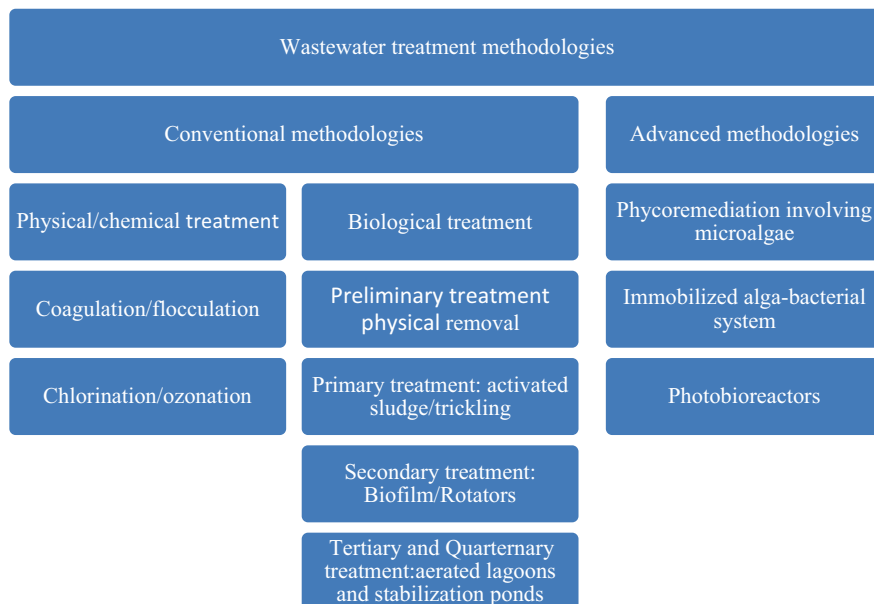 Wastewater treatment methodologies
Conventional methodologies
Advanced methodologies
Physical/chemical treatment
Biological treatment
Phycoremediation involving
microalgae
Coagulation/flocculation
Preliminary treatment
physical removal
Immobilized alga-bacterial
system
Chlorination/ozonation
Primary treatment: activated
sludge/trickling
Photobioreactors
Secondary treatment:
Biofilm/Rotators
Tertiary and Quarternary
treatment:aerated lagoons
and stabilization ponds